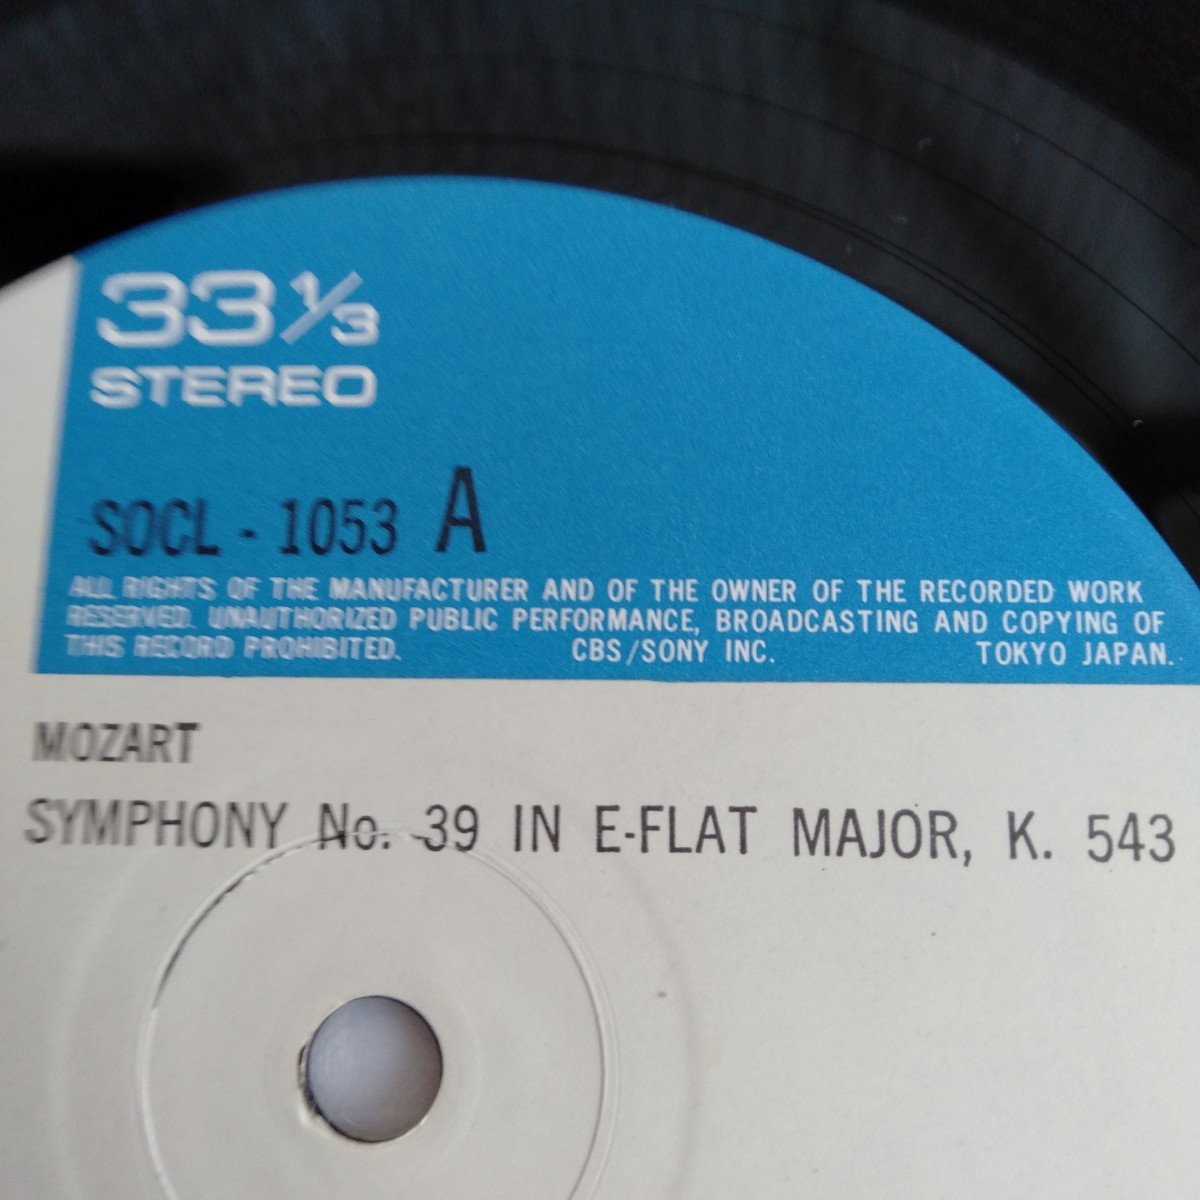 33 1/3
STEREO
SOCL - 1053 A
ALL RIGHTS OF THE MANUFACTURER AND OF THE OWNER OF THE RECORDED WORK
RESERVED. UNAUTHORIZED PUBLIC PERFORMANCE, BROADCASTING AND COPYING OF
THIS RECORD PROHIBITED. CBS/SONY INC. TOKYO JAPAN.
MOZART
SYMPHONY No. 39 IN E-FLAT MAJOR, K. 543